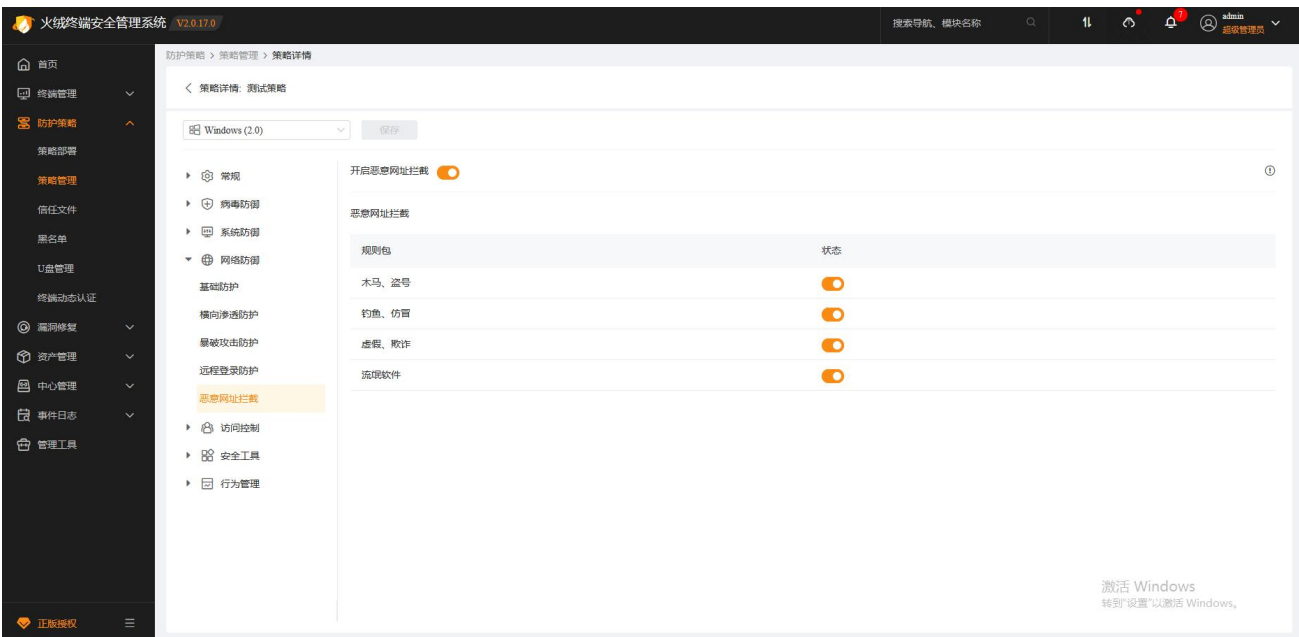 火绒终端安全管理系统 V2.0.17.0 搜索导航、模块名称 7 admin
超级管理员
首页
终端管理
防护策略
策略部署
策略管理
信任文件
黑名单
U盘管理
终端动态认证
漏洞修复
资产管理
中心管理
事件日志
管理工具
正版授权
防护策略 > 策略管理 > 策略详情
策略详情: 测试策略
Windows (2.0) 保存
常规
病毒防御
系统防御
网络防御
基础防护
横向渗透防护
暴破攻击防护
远程登录防护
恶意网址拦截
访问控制
安全工具
行为管理
开启恶意网址拦截
恶意网址拦截
规则包 状态
木马、盗号
钓鱼、仿冒
虚假、欺诈
流氓软件
激活 Windows
转到"设置"以激活 Windows。